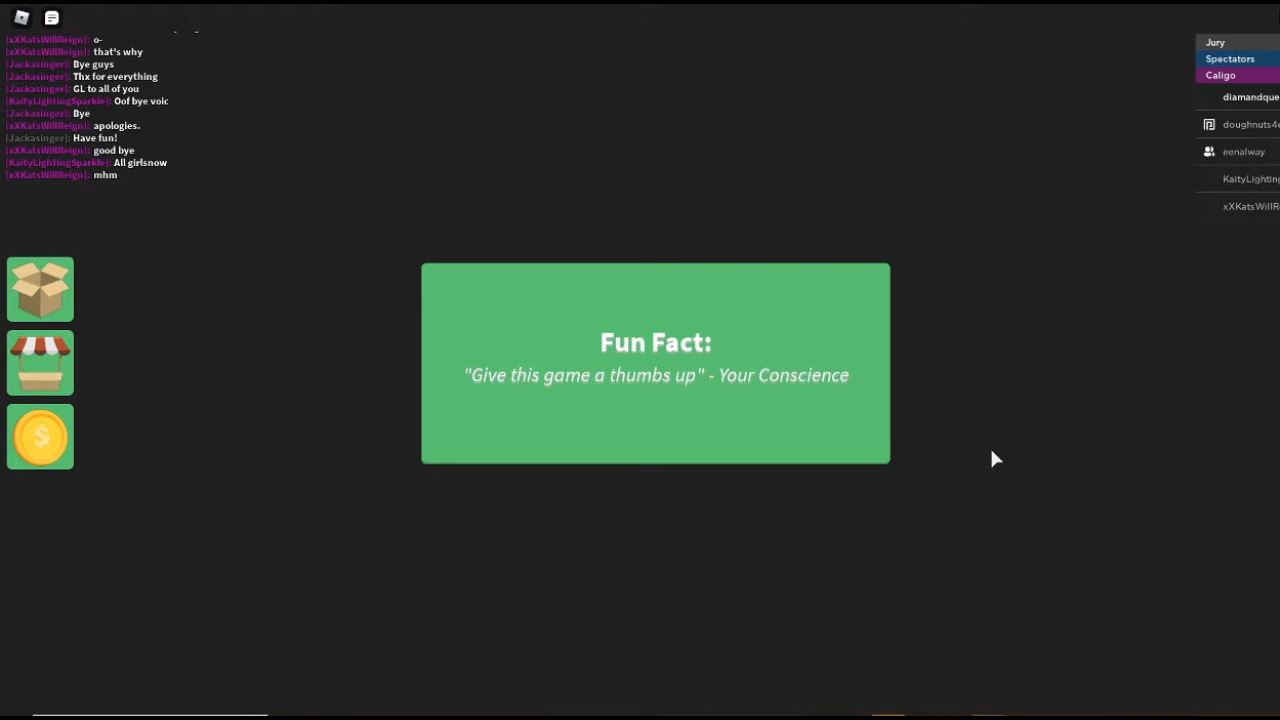 [xXKatsWillReign]: o-
[xXKatsWillReign]: that's why
[Jackasinger]: Bye guys
[Jackasinger]: Thx for everything
[Jackasinger]: GL to all of you
[KaityLightingSparkle]: Oof bye voic
[Jackasinger]: Bye
[xXKatsWillReign]: apologies.
[Jackasinger]: Have fun!
[xXKatsWillReign]: good bye
[KaityLightingSparkle]: All girlsnow
[xXKatsWillReign]: mhm
Jury
Spectators
Caligo
diamandque
doughnuts4e
eenalway
KaityLighting
xXKatsWillR
Fun Fact:
"Give this game a thumbs up" - Your Conscience
$